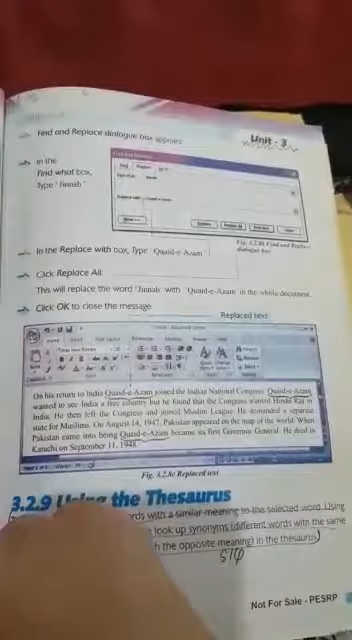 Find and Replace dialogue box appears.
Unit - 3
In the
Find what box,
Type 'Jinnah'
In the Replace with box, Type 'Quaid-e-Azam'
Fig. 3.2.8b Find and Replace
dialogue box
Click Replace All.
This will replace the word 'Jinnah' with 'Quaid-e-Azam' in the whole document.
Click OK to close the message
Replaced text
On his return to India Quaid-e-Azam joined the Indian National Congress. Quaid-e-Azam
wanted to see India a free country but he found that the Congress wanted Hindu Raj in
India. He then left the Congress and joined Muslim League. He demanded a separate
state for Muslims. On August 14, 1947, Pakistan appeared on the map of the world. When
Pakistan came into being Quaid-e-Azam became its first Governor General. He died in
Karachi on September 11, 1948.
Fig. 3.2.8c Replaced text
3.2.9 Using the Thesaurus
words with a similar meaning to the selected word. Using
look up synonyms (different words with the same
the opposite meaning) in the thesaurus)
Not For Sale - PESRP